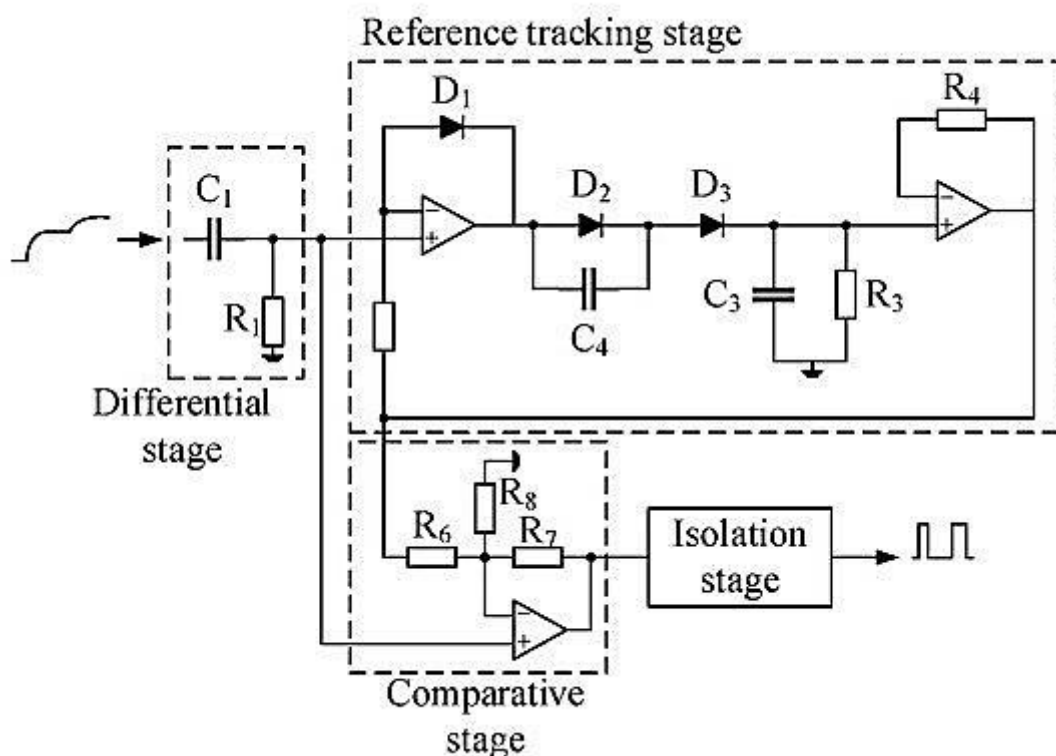 Reference tracking stage
D1
R4
C1
D2
D3
−
+
−
+
R1
C4
C3
R3
Differential
stage
R8
R6
R7
−
+
Isolation
stage
Comparative
stage